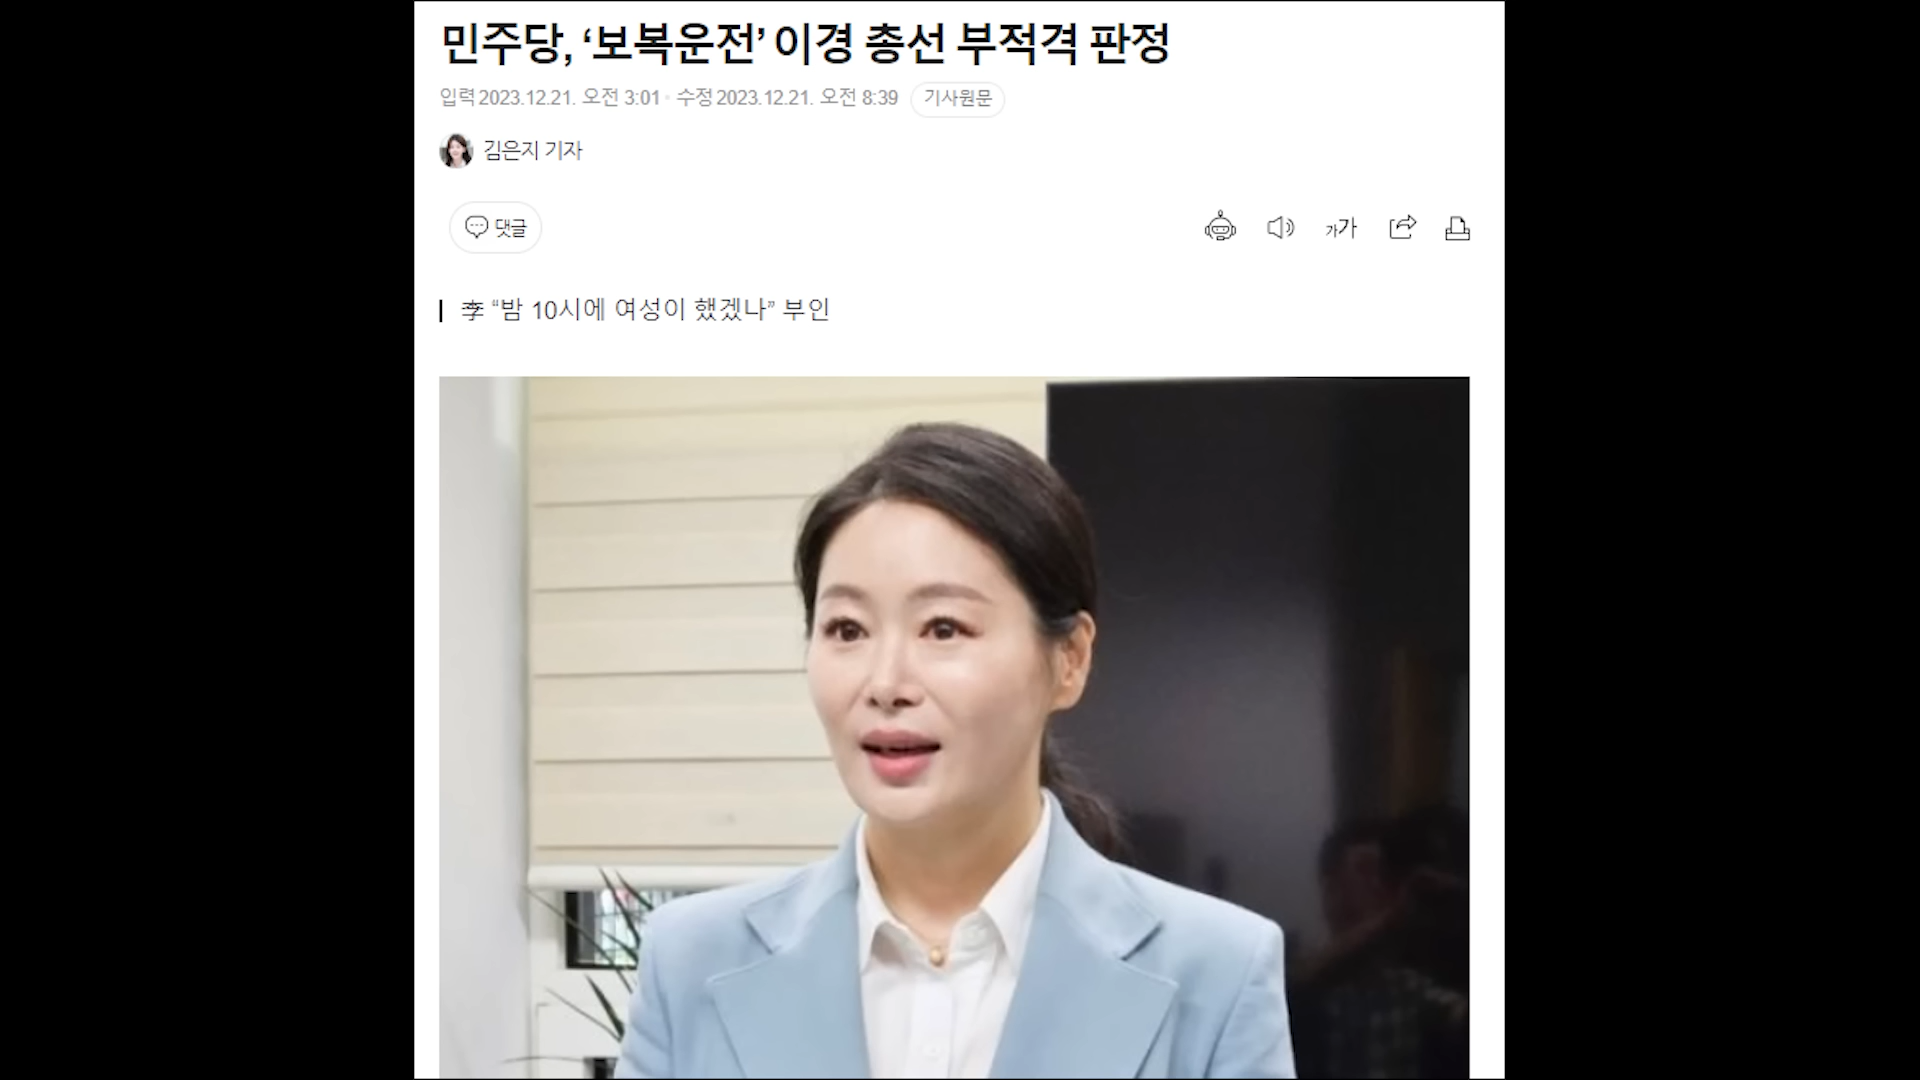 민주당, ‘보복운전’ 이경 총선 부적격 판정
입력 2023.12.21. 오전 3:01 · 수정 2023.12.21. 오전 8:39 기사원문
김은지 기자
댓글 가가
李 “밤 10시에 여성이 했겠나” 부인